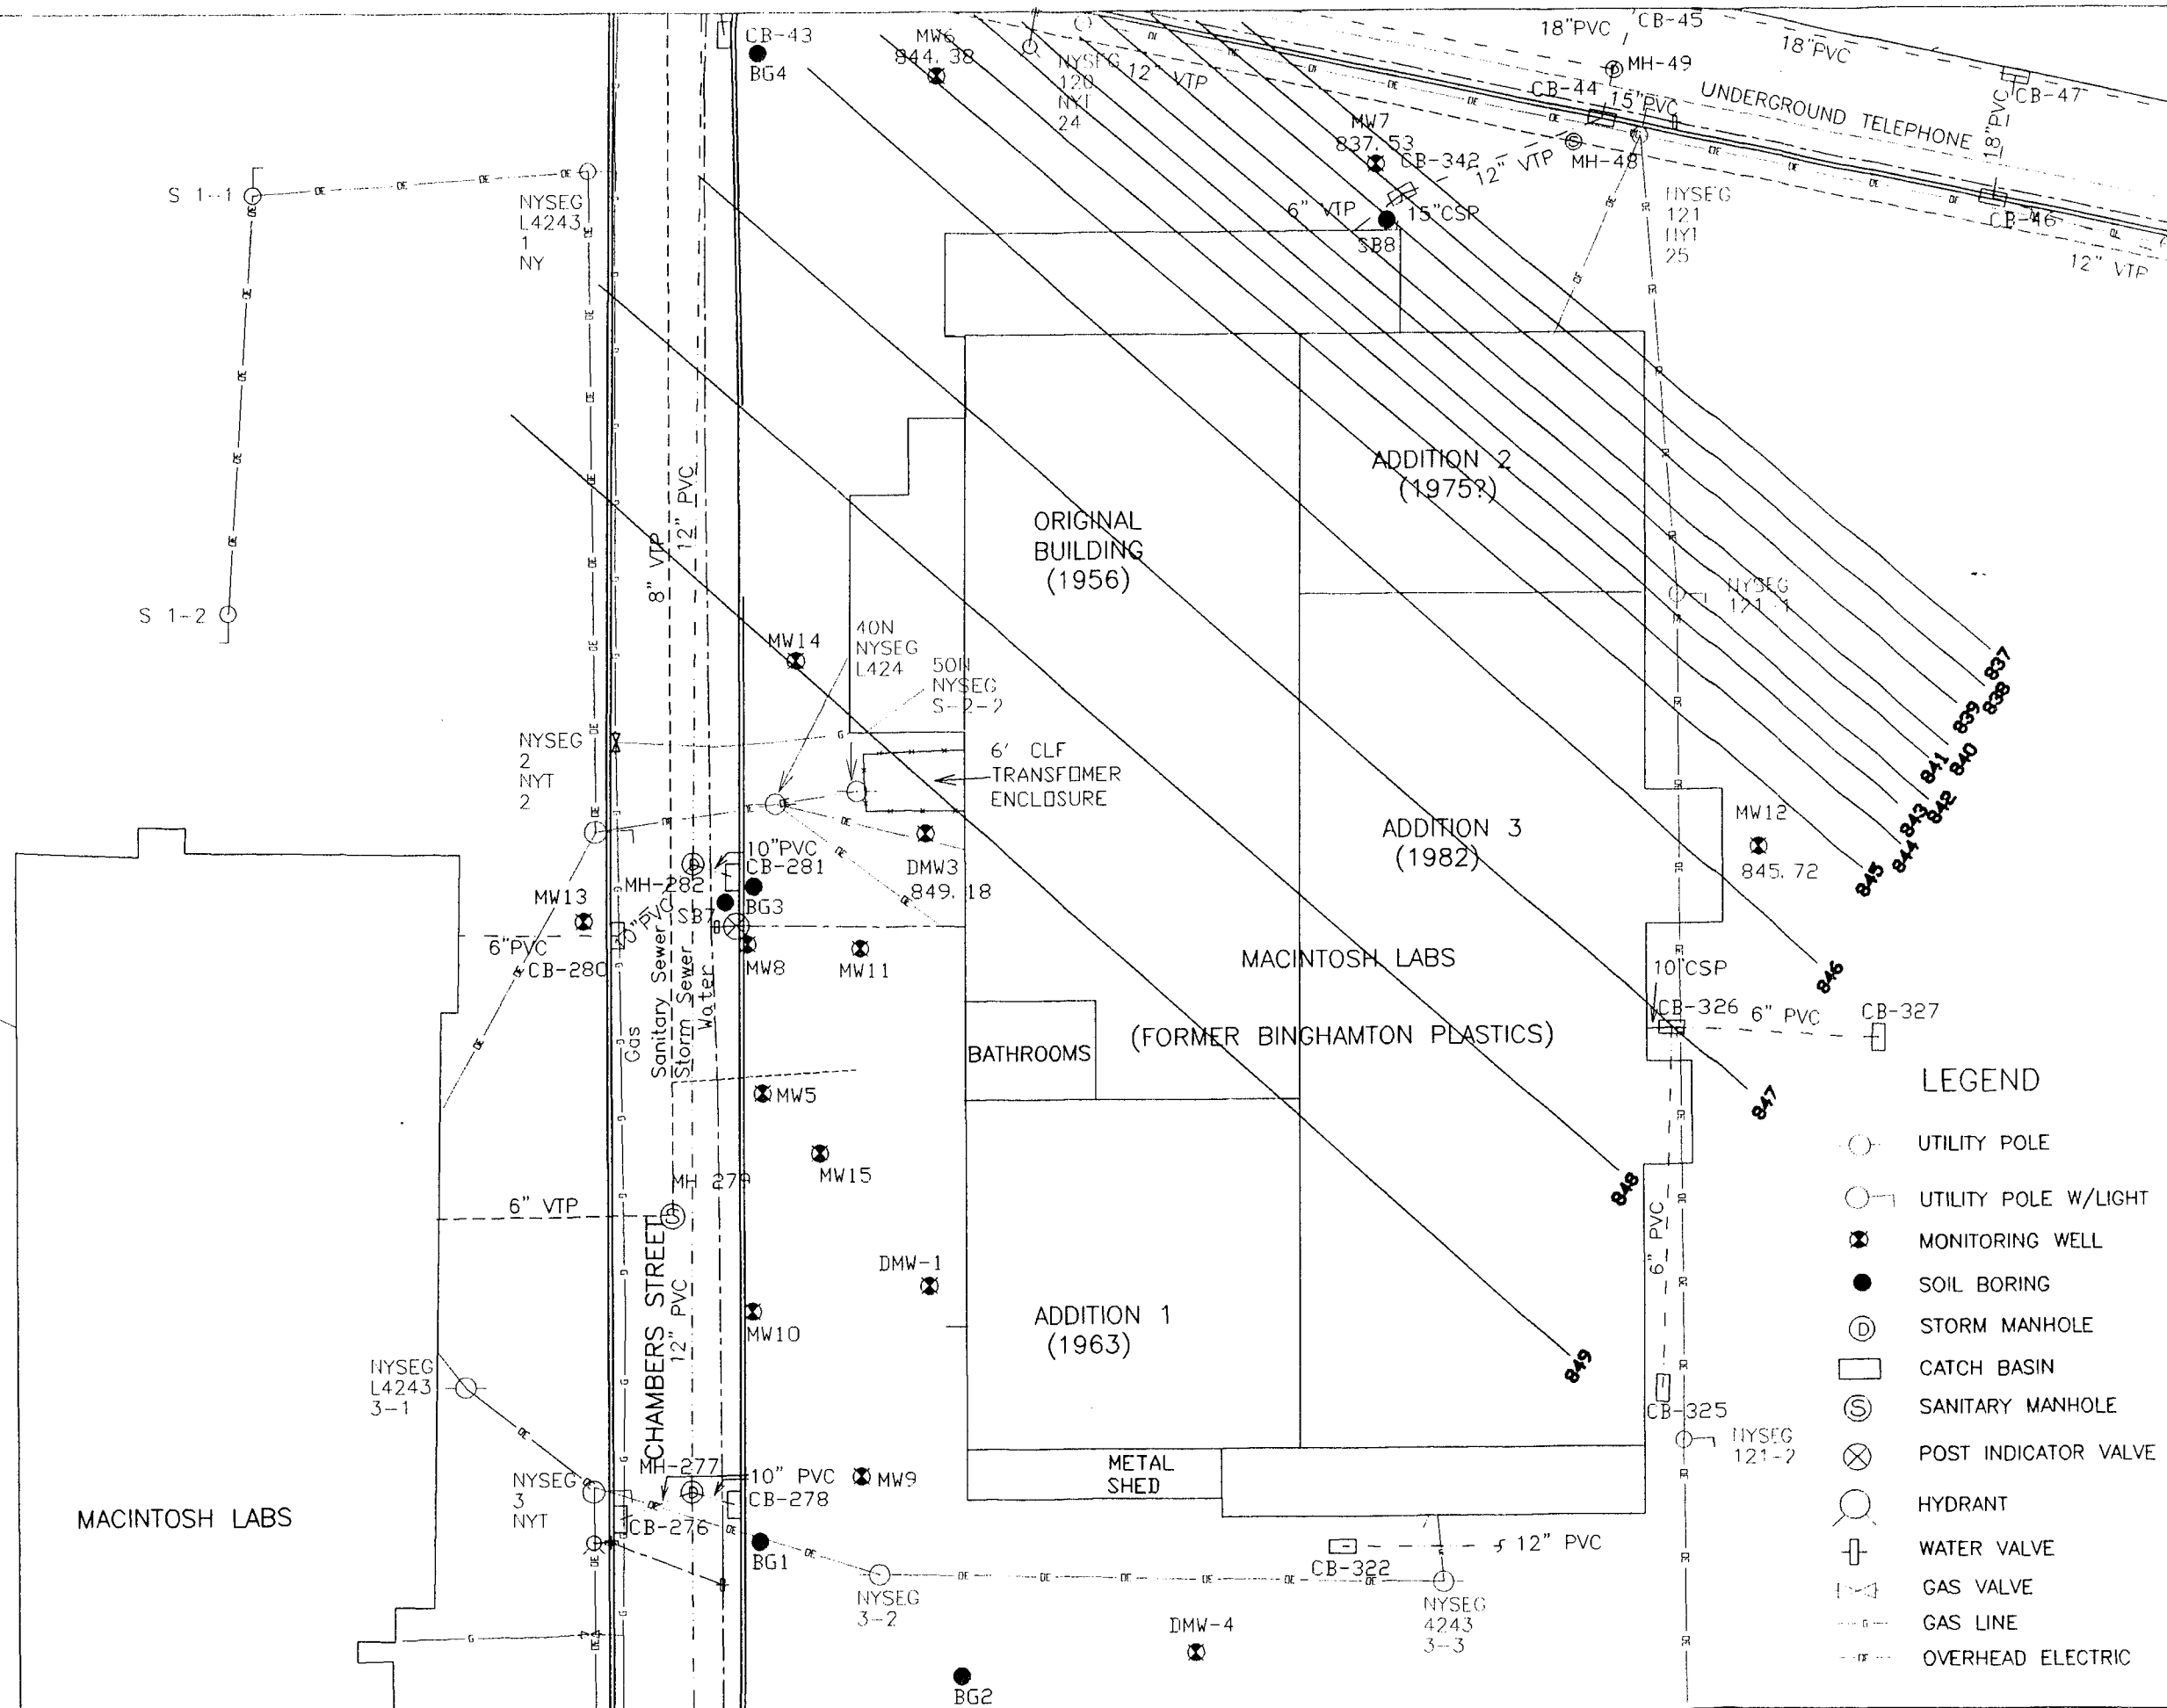 CB-43
BG4
MW6
844.38
NYSEG
120
NYT
24
12" VTP
18"PVC
CB-45
18"PVC
MH-49
CB-44
15"PVC
UNDERGROUND TELEPHONE
18"PVC
CB-47
MW7
837.53
CB-342
12" VTP
MH-48
6" VTP
15"CSP
SB8
NYSEG
121
NYT
25
CB-46
12" VTP
S 1-1
NYSEG
L4243
1
NY
S 1-2
8" VTP
12" PVC
ORIGINAL
BUILDING
(1956)
ADDITION 2
(1975?)
NYSEG
121-1
MW14
40N
NYSEG
L424
50N
NYSEG
S-2-2
6' CLF
TRANSFOMER
ENCLOSURE
NYSEG
2
NYT
2
837
838
839
840
841
842
843
844
845
846
847
848
849
MW12
845.72
ADDITION 3
(1982)
10"PVC
CB-281
MH-282
DMW3
849.18
MW13
SB7
BG3
6"PVC
CB-280
MW8
MW11
Gas
Sanitary Sewer
Storm Sewer
Water
MACINTOSH LABS
(FORMER BINGHAMTON PLASTICS)
BATHROOMS
10"CSP
CB-326
6" PVC
CB-327
MW5
MW15
MH 279
6" VTP
CHAMBERS STREET
12" PVC
DMW-1
MW10
ADDITION 1
(1963)
6" PVC
CB-325
NYSEG
121-2
NYSEG
L4243
3-1
NYSEG
3
NYT
MH-277
10" PVC
CB-278
CB-276
MW9
METAL
SHED
BG1
NYSEG
3-2
CB-322
12" PVC
NYSEG
4243
3-3
DMW-4
BG2
MACINTOSH LABS
LEGEND
UTILITY POLE
UTILITY POLE W/LIGHT
MONITORING WELL
SOIL BORING
D STORM MANHOLE
CATCH BASIN
S SANITARY MANHOLE
POST INDICATOR VALVE
HYDRANT
WATER VALVE
GAS VALVE
G GAS LINE
OE OVERHEAD ELECTRIC